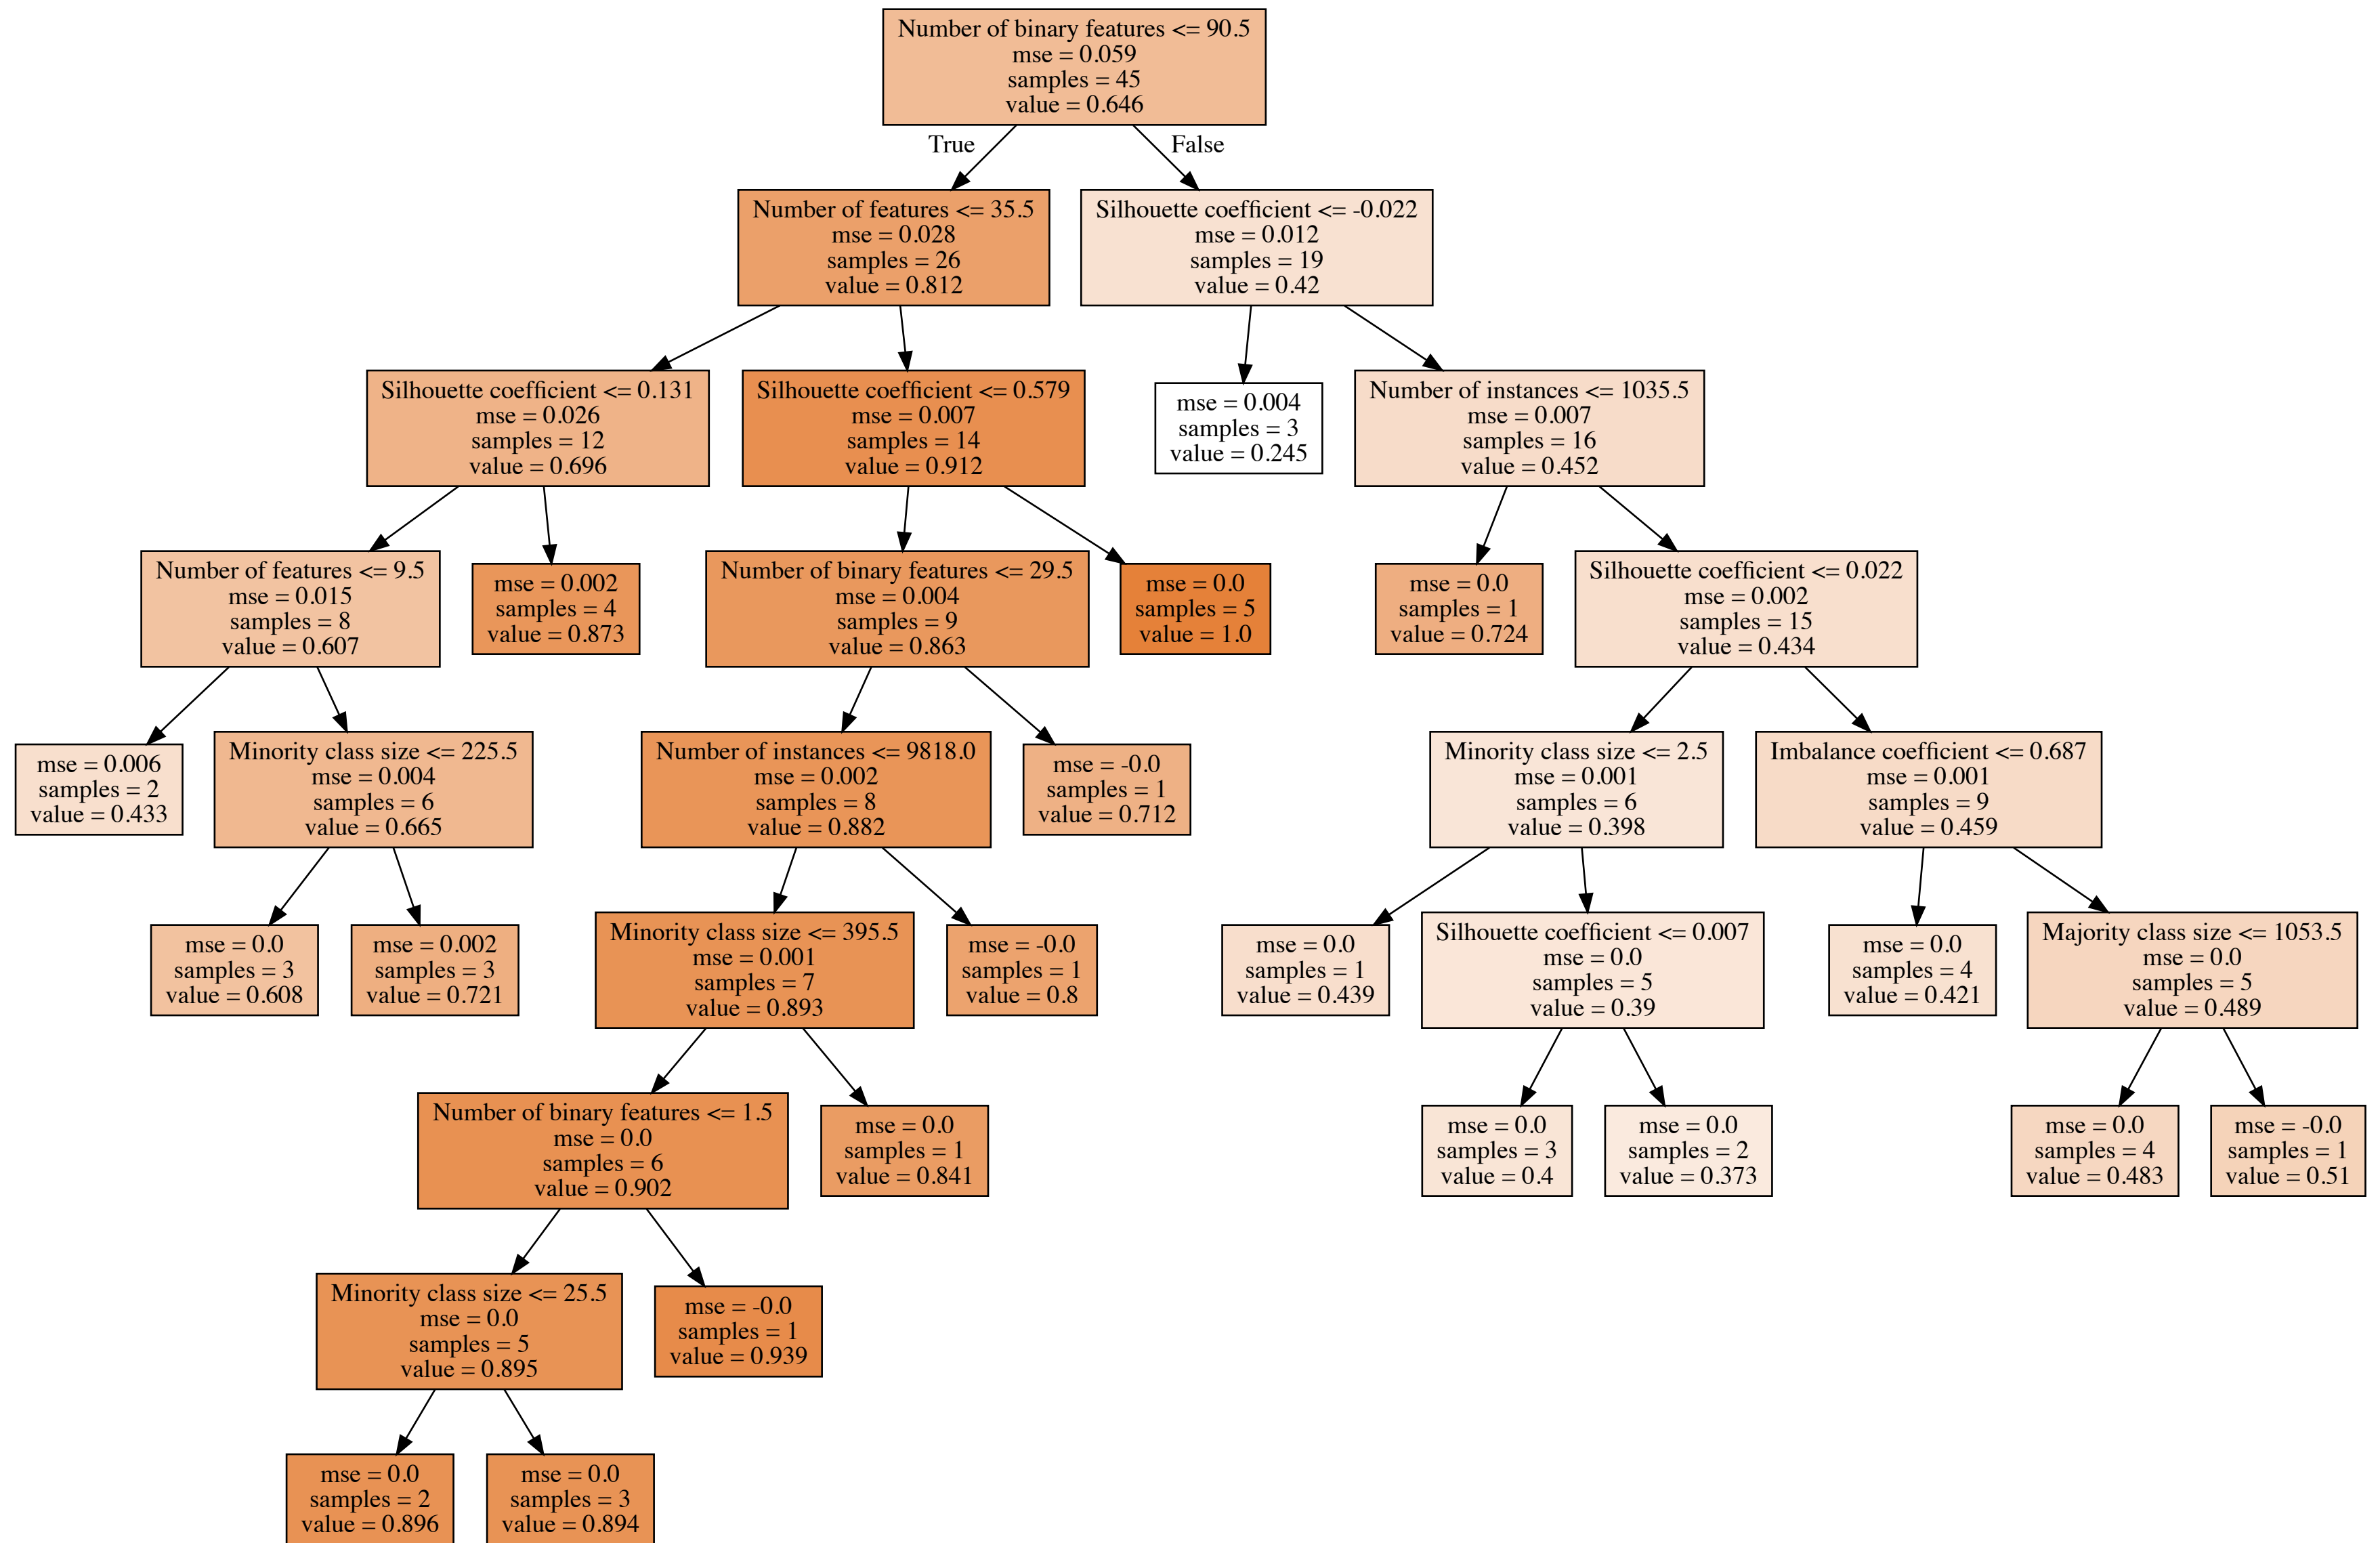 Number of binary features <= 90.5
mse = 0.059
samples = 45
value = 0.646
True
False
Number of features <= 35.5
mse = 0.028
samples = 26
value = 0.812
Silhouette coefficient <= -0.022
mse = 0.012
samples = 19
value = 0.42
Silhouette coefficient <= 0.131
mse = 0.026
samples = 12
value = 0.696
Silhouette coefficient <= 0.579
mse = 0.007
samples = 14
value = 0.912
mse = 0.004
samples = 3
value = 0.245
Number of instances <= 1035.5
mse = 0.007
samples = 16
value = 0.452
Number of features <= 9.5
mse = 0.015
samples = 8
value = 0.607
mse = 0.002
samples = 4
value = 0.873
Number of binary features <= 29.5
mse = 0.004
samples = 9
value = 0.863
mse = 0.0
samples = 5
value = 1.0
mse = 0.0
samples = 1
value = 0.724
Silhouette coefficient <= 0.022
mse = 0.002
samples = 15
value = 0.434
mse = 0.006
samples = 2
value = 0.433
Minority class size <= 225.5
mse = 0.004
samples = 6
value = 0.665
Number of instances <= 9818.0
mse = 0.002
samples = 8
value = 0.882
mse = -0.0
samples = 1
value = 0.712
Minority class size <= 2.5
mse = 0.001
samples = 6
value = 0.398
Imbalance coefficient <= 0.687
mse = 0.001
samples = 9
value = 0.459
mse = 0.0
samples = 3
value = 0.608
mse = 0.002
samples = 3
value = 0.721
Minority class size <= 395.5
mse = 0.001
samples = 7
value = 0.893
mse = -0.0
samples = 1
value = 0.8
mse = 0.0
samples = 1
value = 0.439
Silhouette coefficient <= 0.007
mse = 0.0
samples = 5
value = 0.39
mse = 0.0
samples = 4
value = 0.421
Majority class size <= 1053.5
mse = 0.0
samples = 5
value = 0.489
Number of binary features <= 1.5
mse = 0.0
samples = 6
value = 0.902
mse = 0.0
samples = 1
value = 0.841
mse = 0.0
samples = 3
value = 0.4
mse = 0.0
samples = 2
value = 0.373
mse = 0.0
samples = 4
value = 0.483
mse = -0.0
samples = 1
value = 0.51
Minority class size <= 25.5
mse = 0.0
samples = 5
value = 0.895
mse = -0.0
samples = 1
value = 0.939
mse = 0.0
samples = 2
value = 0.896
mse = 0.0
samples = 3
value = 0.894